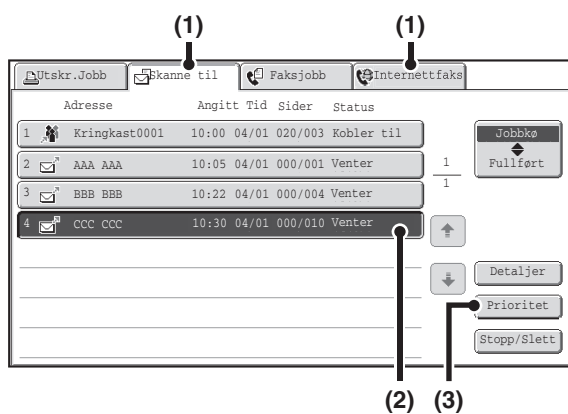 (1) (1)
Utskr.Jobb Skanne til Faksjobb Internettfaks
Adresse Angitt Tid Sider Status
1 Kringkast0001 10:00 04/01 020/003 Kobler til
Jobbkø
Fullført
2 AAA AAA 10:05 04/01 000/001 Venter
1
1
3 BBB BBB 10:22 04/01 000/004 Venter
4 CCC CCC 10:30 04/01 000/010 Venter
Detaljer
Prioritet
Stopp/Slett
(2) (3)